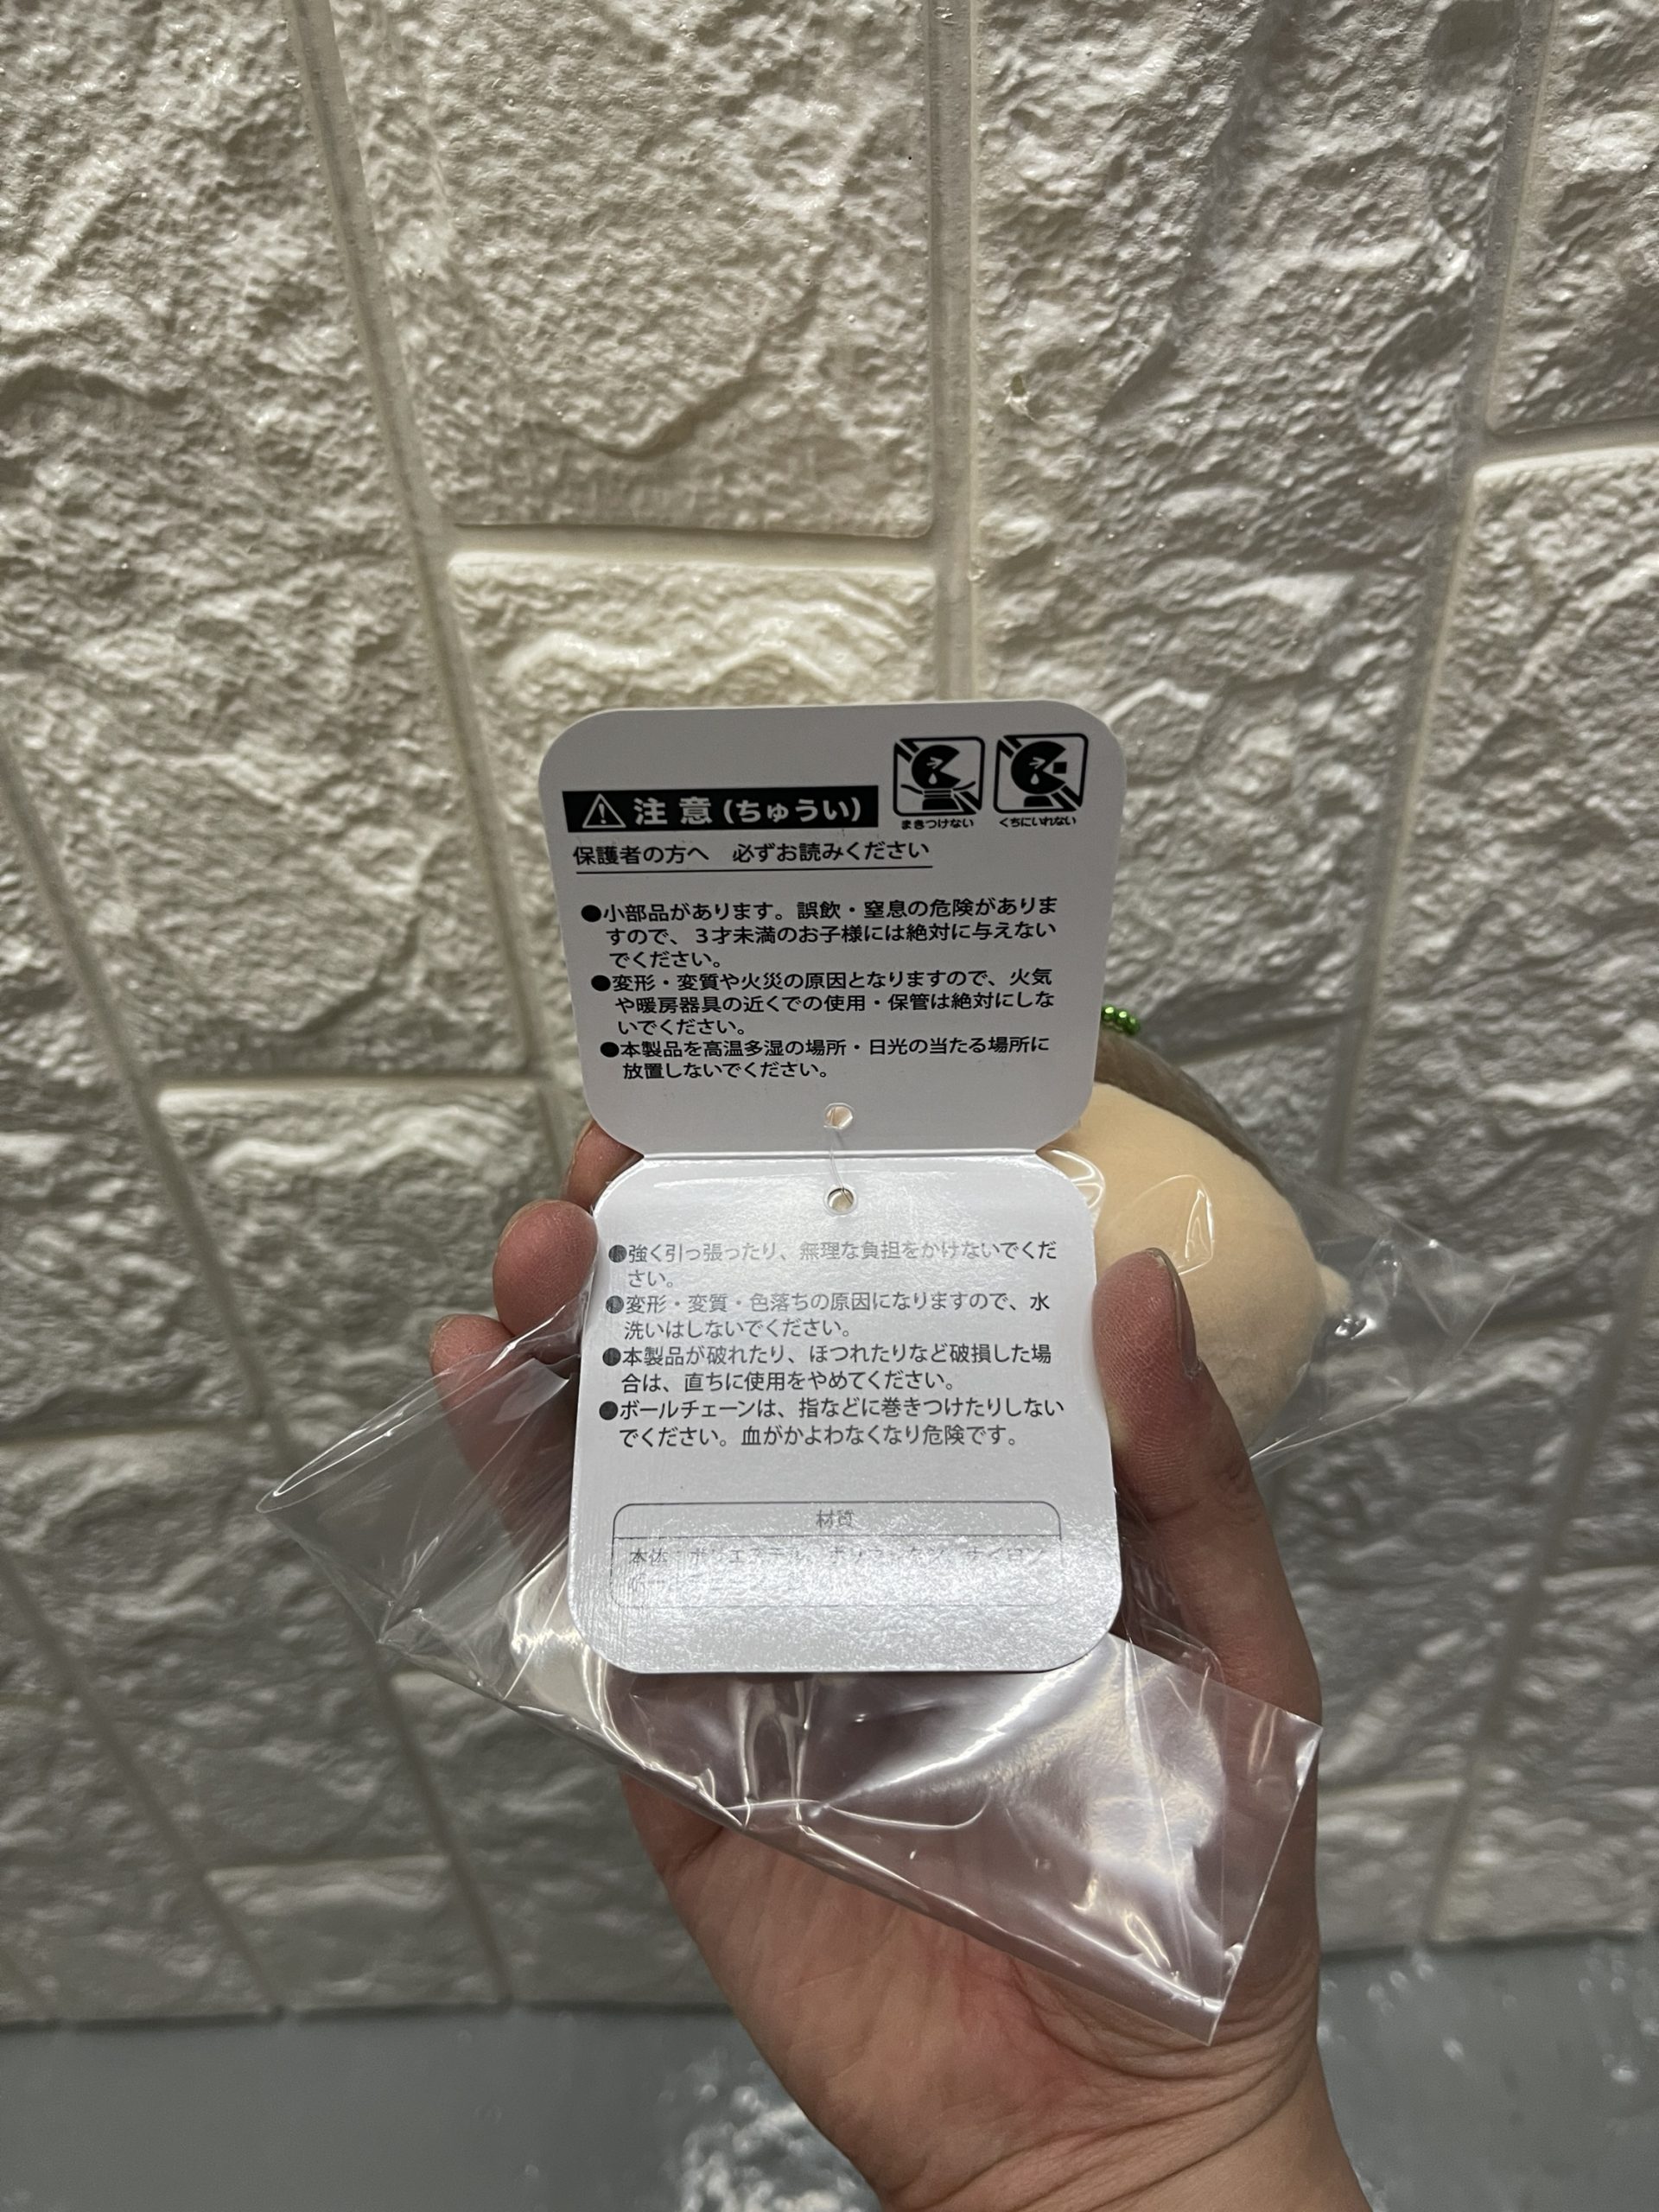 注意(ちゅうい)
まきつけない
くちにいれない
保護者の方へ 必ずお読みください
●小部品があります。誤飲・窒息の危険がありま
すので、3才未満のお子様には絶対に与えない
でください。
●変形・変質や火災の原因となりますので、火気
や暖房器具の近くでの使用・保管は絶対にしな
いでください。
●本製品を高温多湿の場所・日光の当たる場所に
放置しないでください。
●強く引っ張ったり、無理な負担をかけないでくだ
さい。
●変形・変質・色落ちの原因になりますので、水
洗いはしないでください。
●本製品が破れたり、ほつれたりなど破損した場
合は、直ちに使用をやめてください。
●ボールチェーンは、指などに巻きつけたりしない
でください。血がかよわなくなり危険です。
材質
本体:ポリエステル